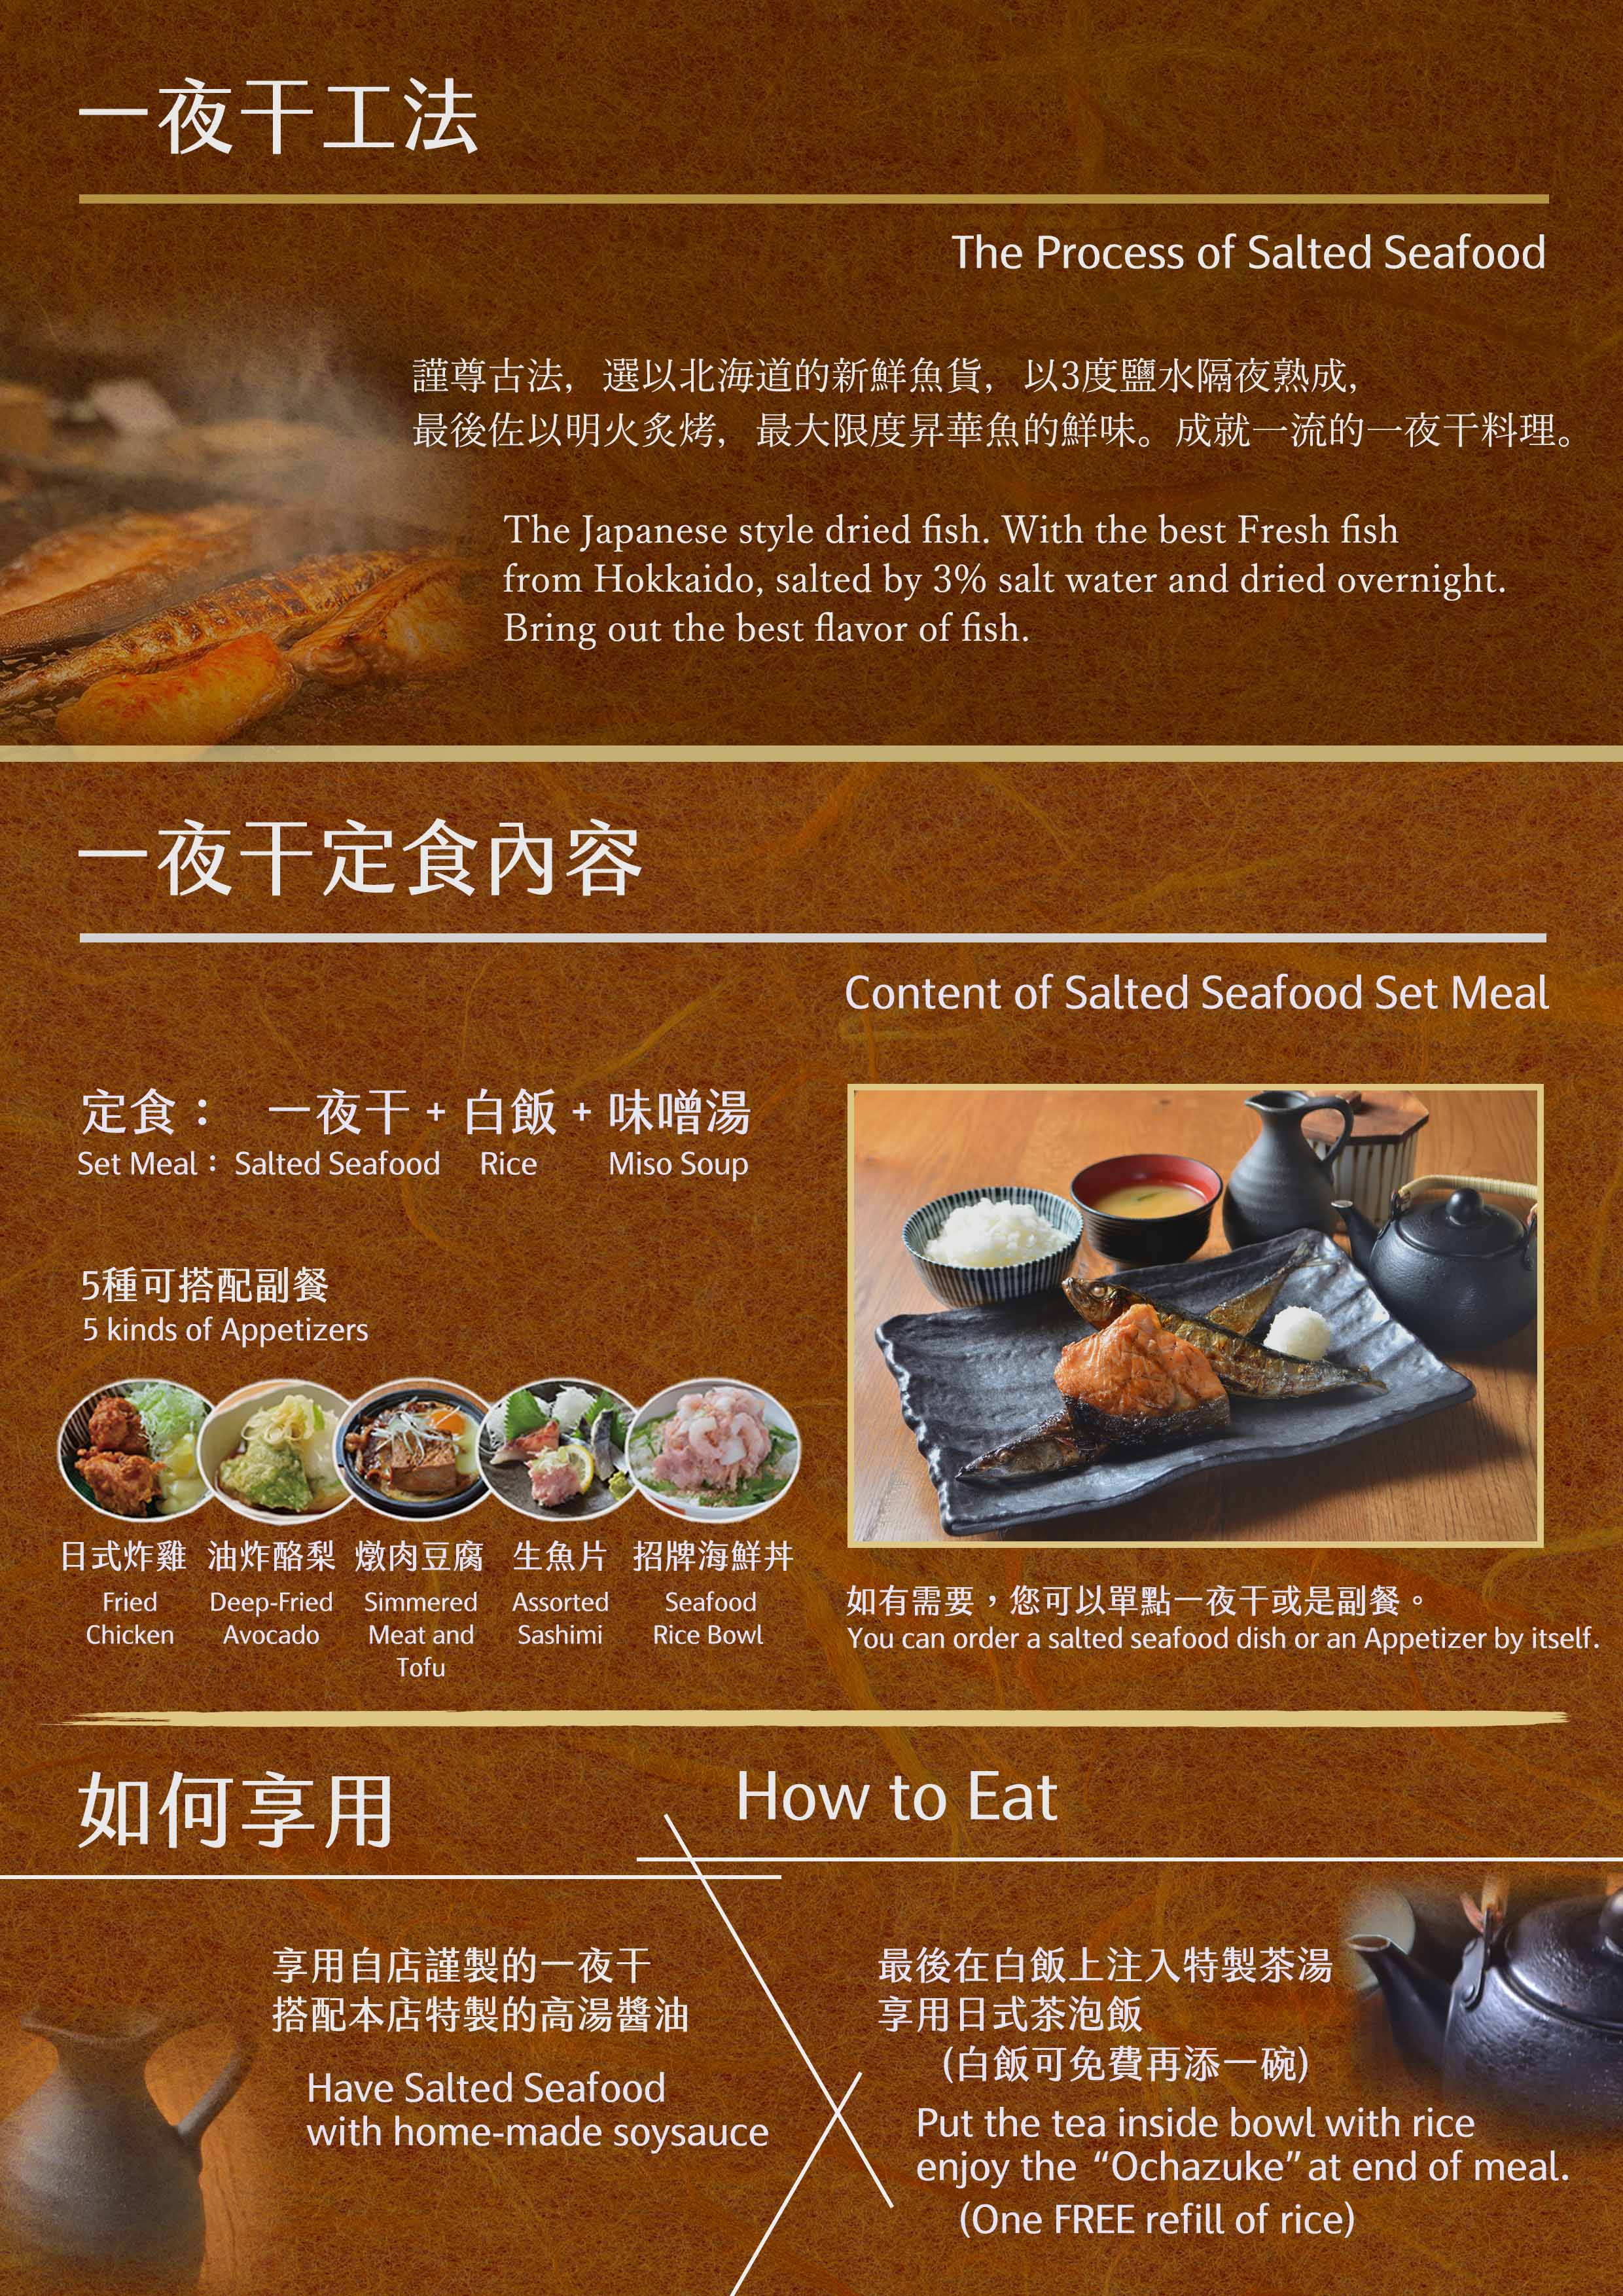 一夜干工法
The Process of Salted Seafood
謹尊古法，選以北海道的新鮮魚貨，以3度鹽水隔夜熟成，
最後佐以明火炙烤，最大限度昇華魚的鮮味。成就一流的一夜干料理。
The Japanese style dried fish. With the best Fresh fish
from Hokkaido, salted by 3% salt water and dried overnight.
Bring out the best flavor of fish.
一夜干定食內容
Content of Salted Seafood Set Meal
定食： 一夜干 + 白飯 + 味噌湯
Set Meal： Salted Seafood Rice Miso Soup
5種可搭配副餐
5 kinds of Appetizers
日式炸雞
Fried
Chicken
油炸酪梨
Deep-Fried
Avocado
燉肉豆腐
Simmered
Meat and
Tofu
生魚片
Assorted
Sashimi
招牌海鮮丼
Seafood
Rice Bowl
如有需要，您可以單點一夜干或是副餐。
You can order a salted seafood dish or an Appetizer by itself.
如何享用
How to Eat
享用自店謹製的一夜干
搭配本店特製的高湯醬油
Have Salted Seafood
with home-made soysauce
最後在白飯上注入特製茶湯
享用日式茶泡飯
(白飯可免費再添一碗)
Put the tea inside bowl with rice
enjoy the “Ochazuke” at end of meal.
(One FREE refill of rice)